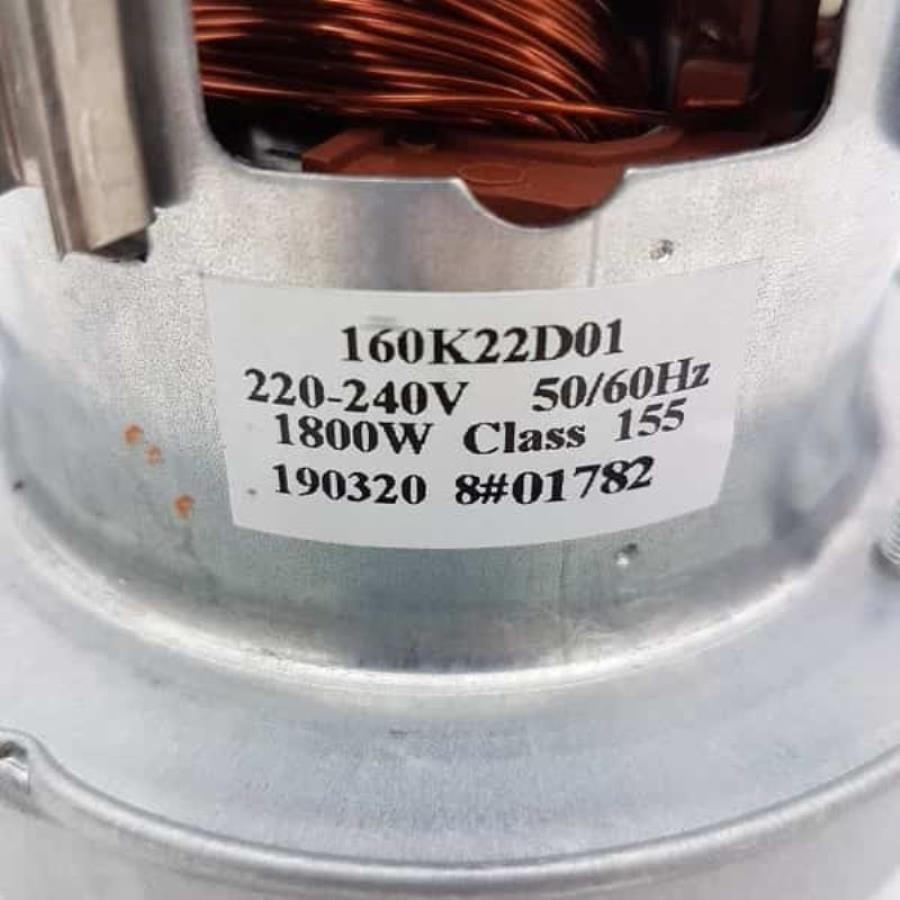 160K22D01
220-240V 50/60Hz
1800W Class 155
190320 8#01782